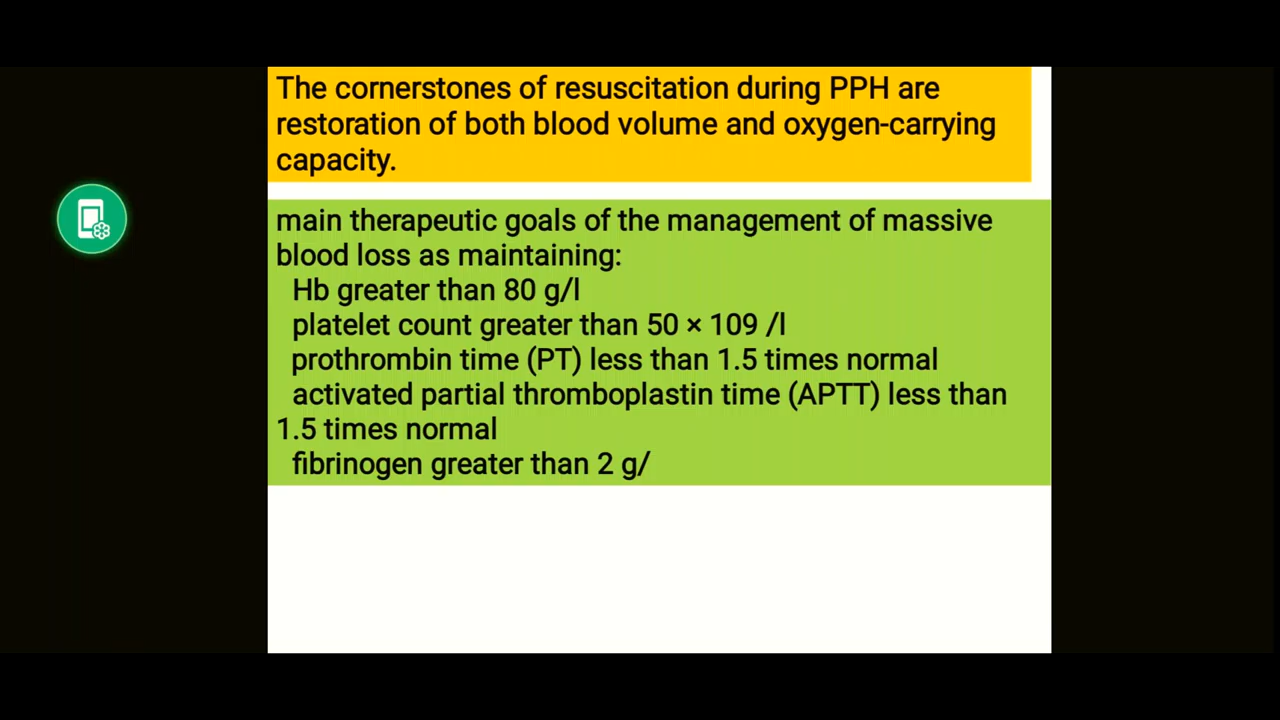 The cornerstones of resuscitation during PPH are
restoration of both blood volume and oxygen-carrying
capacity.
main therapeutic goals of the management of massive
blood loss as maintaining:
Hb greater than 80 g/l
platelet count greater than 50 × 109 /l
prothrombin time (PT) less than 1.5 times normal
activated partial thromboplastin time (APTT) less than
1.5 times normal
fibrinogen greater than 2 g/